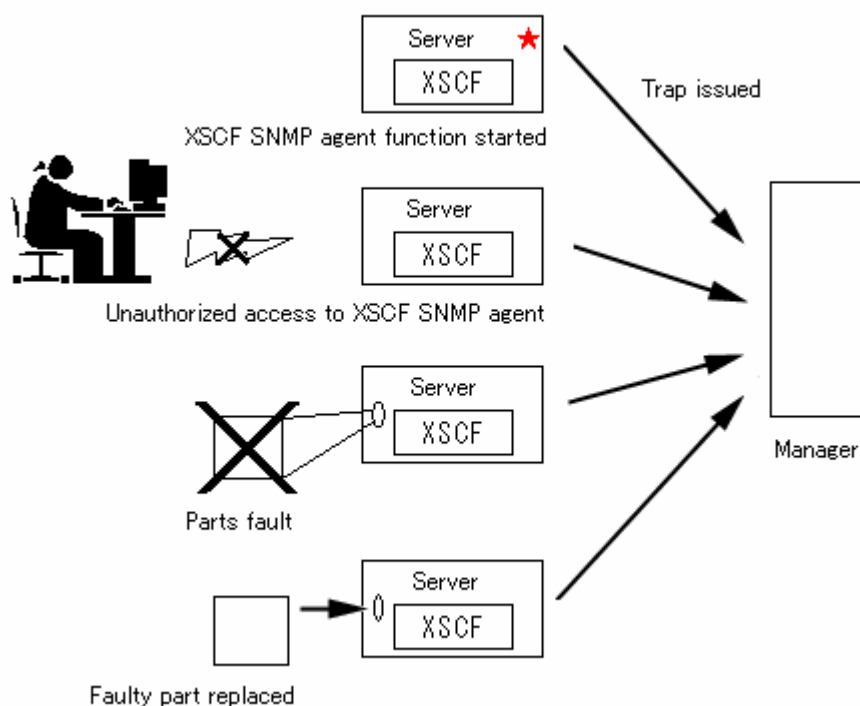 Server
XSCF
Trap issued
XSCF SNMP agent function started
Server
XSCF
Unauthorized access to XSCF SNMP agent
Server
XSCF
Manager
Parts fault
Server
XSCF
Faulty part replaced